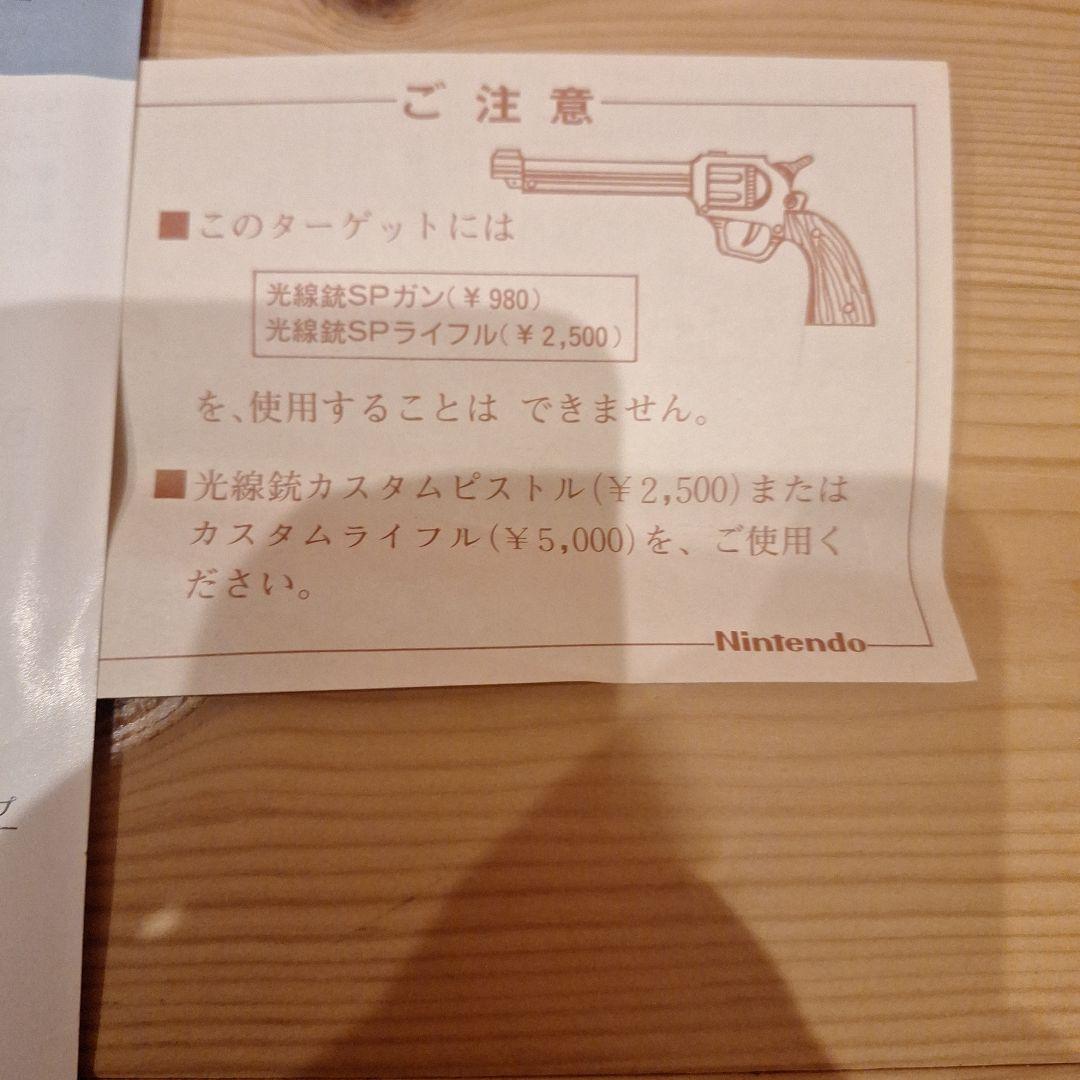 ご注意
■このターゲットには
光線銃SPガン(¥980)
光線銃SPライフル(¥2,500)
を、使用することは できません。
■光線銃カスタムピストル(¥2,500)または
カスタムライフル(¥5,000)を、ご使用く
ださい。
Nintendo
プ